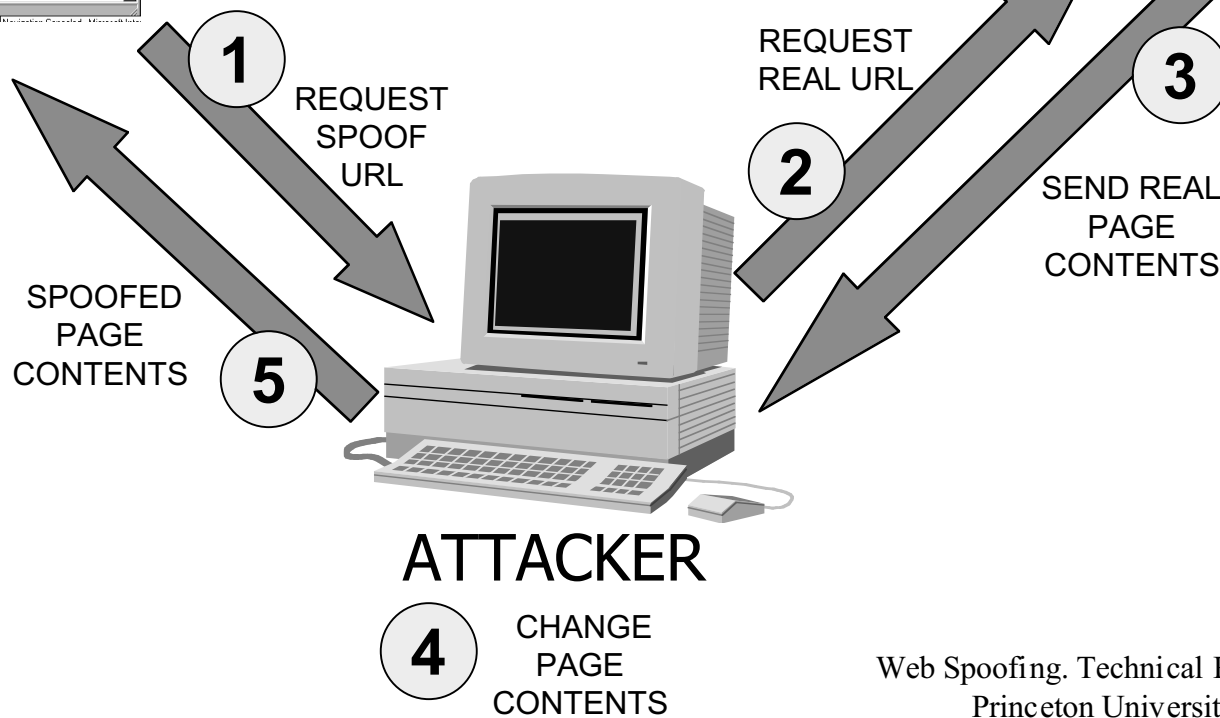 1
REQUEST
SPOOF
URL
REQUEST
REAL URL
2
3
SEND REAL
PAGE
CONTENTS
SPOOFED
PAGE
CONTENTS
5
ATTACKER
4
CHANGE
PAGE
CONTENTS
Web Spoofing. Technical
Princeton